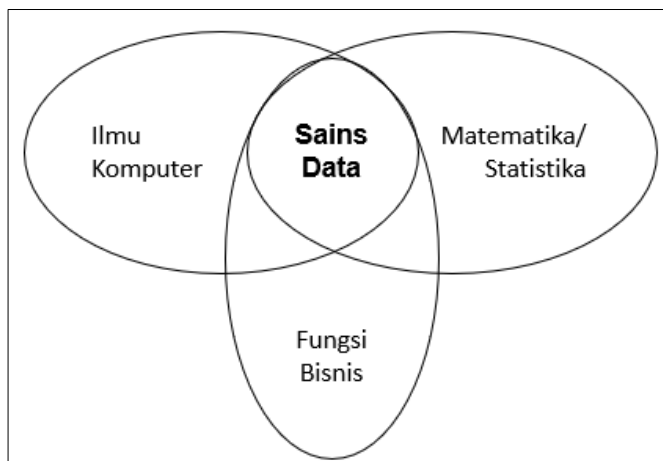 Ilmu
Komputer
Sains
Data
Matematika/
Statistika
Fungsi
Bisnis